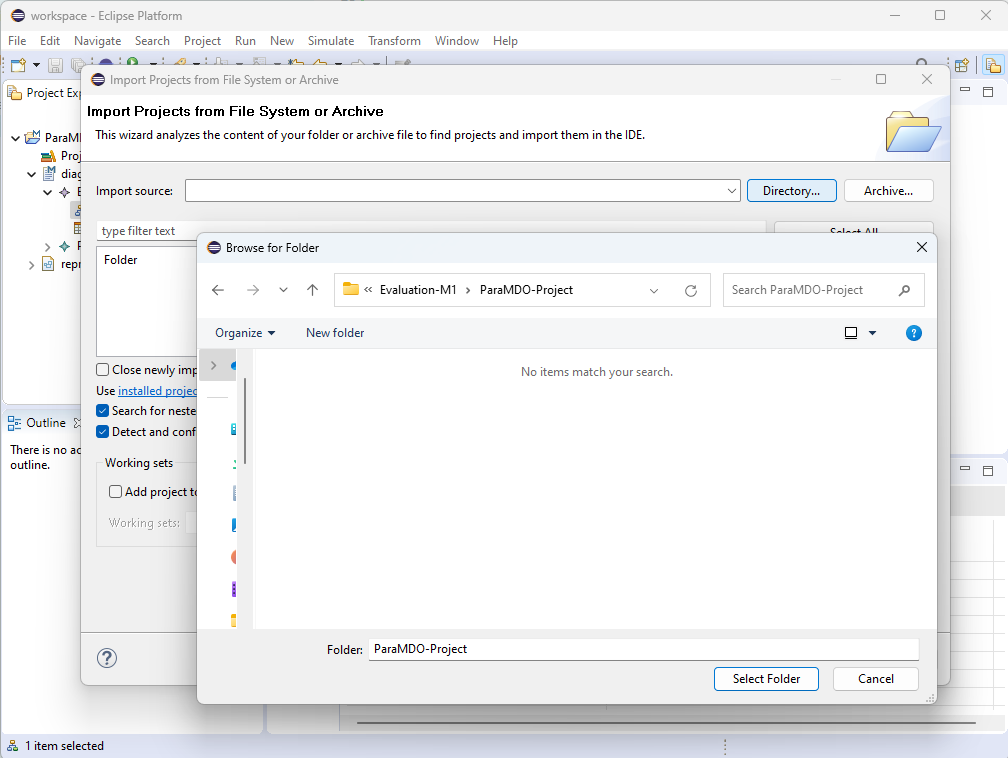 workspace - Eclipse Platform
File Edit Navigate Search Project Run New Simulate Transform Window Help
Project Exp
Import Projects from File System or Archive
Import Projects from File System or Archive
This wizard analyzes the content of your folder or archive file to find projects and import them in the IDE.
ParaMD
Proj
diag
repr
Import source:
Directory...
Archive...
type filter text
Select All
Folder
Browse for Folder
« Evaluation-M1 › ParaMDO-Project
Search ParaMDO-Project
Organize
New folder
No items match your search.
Close newly imp
Use installed projec
Search for neste
Detect and conf
Working sets
Add project to
Working sets:
Outline
There is no ac
outline.
Folder: ParaMDO-Project
Select Folder
Cancel
1 item selected